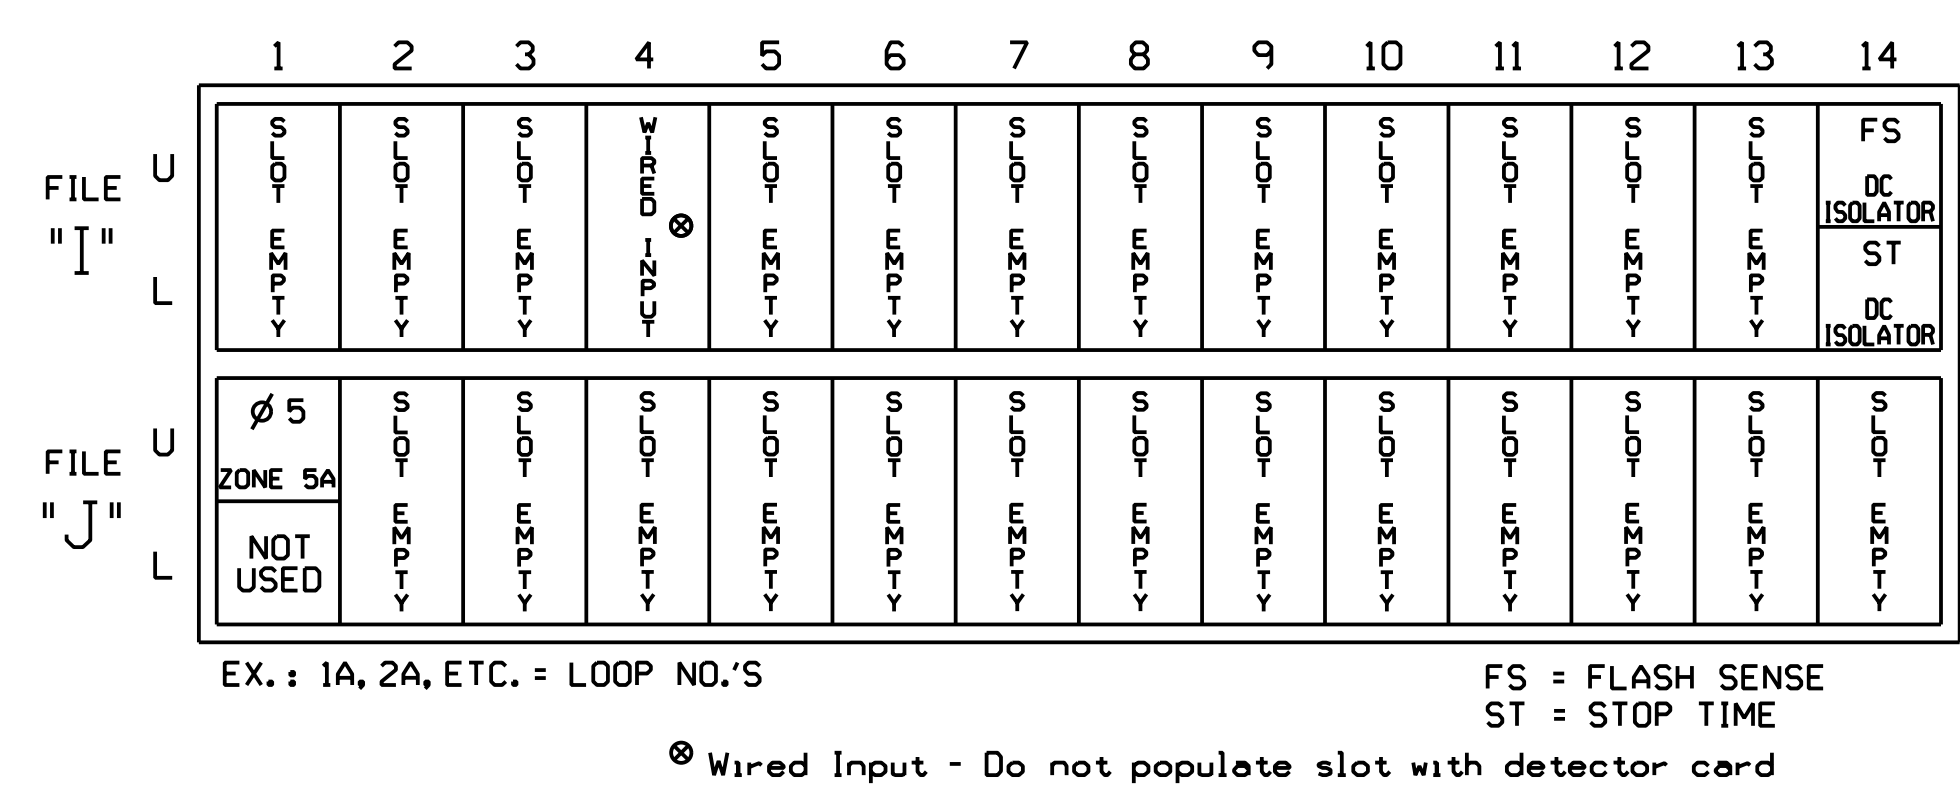 1 2 3 4 5 6 7 8 9 10 11 12 13 14
FILE "I"
U
L
SLOT EMPTY
SLOT EMPTY
SLOT EMPTY
WIRED INPUT ⊗
SLOT EMPTY
SLOT EMPTY
SLOT EMPTY
SLOT EMPTY
SLOT EMPTY
SLOT EMPTY
SLOT EMPTY
SLOT EMPTY
SLOT EMPTY
FS
DC
ISOLATOR
ST
DC
ISOLATOR
FILE "J"
U
L
ø 5
ZONE 5A
NOT
USED
SLOT EMPTY
SLOT EMPTY
SLOT EMPTY
SLOT EMPTY
SLOT EMPTY
SLOT EMPTY
SLOT EMPTY
SLOT EMPTY
SLOT EMPTY
SLOT EMPTY
SLOT EMPTY
SLOT EMPTY
SLOT EMPTY
EX.: 1A, 2A, ETC. = LOOP NO.'S
FS = FLASH SENSE
ST = STOP TIME
⊗ Wired Input - Do not populate slot with detector card